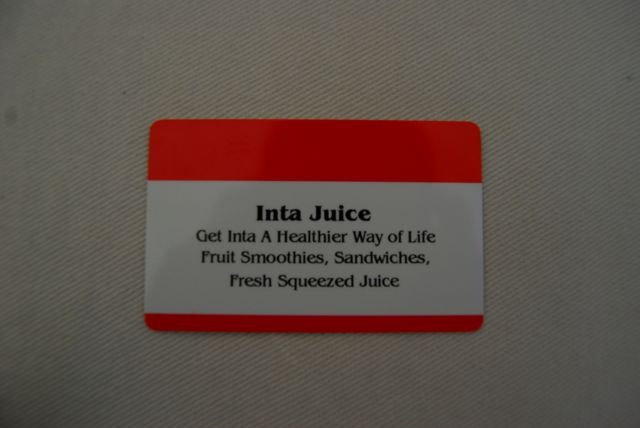 Inta Juice
Get Inta A Healthier Way of Life
Fruit Smoothies, Sandwiches,
Fresh Squeezed Juice